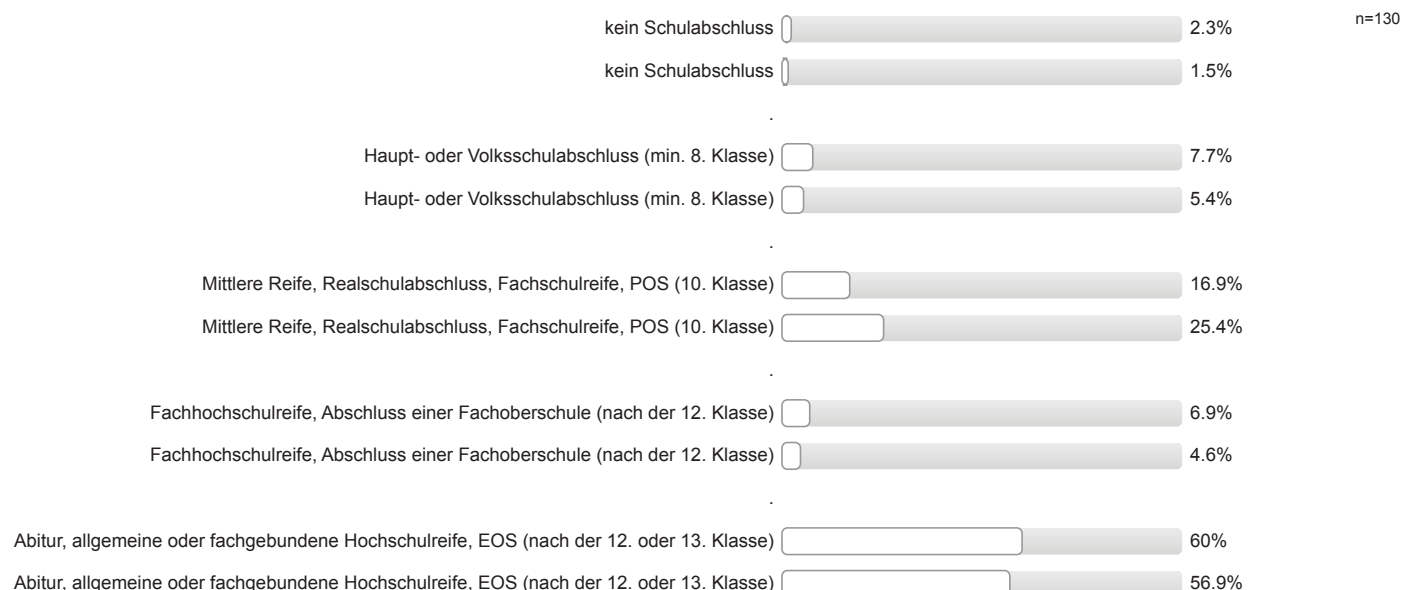 kein Schulabschluss 2.3% n=130
kein Schulabschluss 1.5%
.
Haupt- oder Volksschulabschluss (min. 8. Klasse) 7.7%
Haupt- oder Volksschulabschluss (min. 8. Klasse) 5.4%
.
Mittlere Reife, Realschulabschluss, Fachschulreife, POS (10. Klasse) 16.9%
Mittlere Reife, Realschulabschluss, Fachschulreife, POS (10. Klasse) 25.4%
.
Fachhochschulreife, Abschluss einer Fachoberschule (nach der 12. Klasse) 6.9%
Fachhochschulreife, Abschluss einer Fachoberschule (nach der 12. Klasse) 4.6%
.
Abitur, allgemeine oder fachgebundene Hochschulreife, EOS (nach der 12. oder 13. Klasse) 60%
Abitur, allgemeine oder fachgebundene Hochschulreife, EOS (nach der 12. oder 13. Klasse) 56.9%